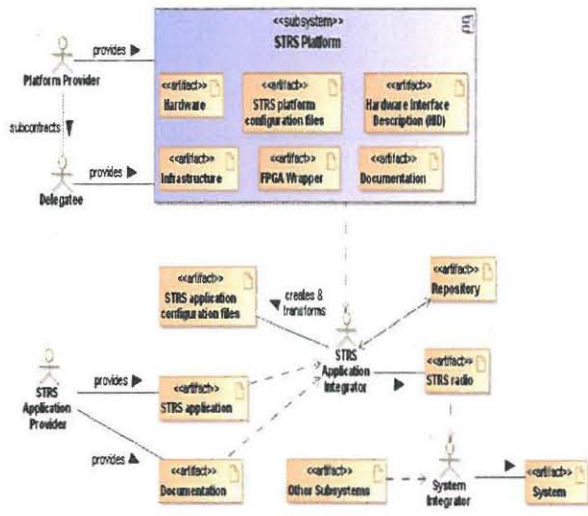 <<subsystem>>
STRS Platform
provides
Platform Provider
<<artifact>>
Hardware
<<artifact>>
STRS platform
configuration files
<<artifact>>
Hardware Interface
Description (HID)
subcontracts
provides
Delegatee
<<artifact>>
Infrastructure
<<artifact>>
FPGA Wrapper
<<artifact>>
Documentation
<<artifact>>
STRS application
configuration files
creates &
transforms
<<artifact>>
Repository
STRS
Application
Integrator
<<artifact>>
STRS radio
provides
STRS
Application
Provider
<<artifact>>
STRS application
provides
<<artifact>>
Documentation
<<artifact>>
Other Subsystems
System
Integrator
<<artifact>>
System